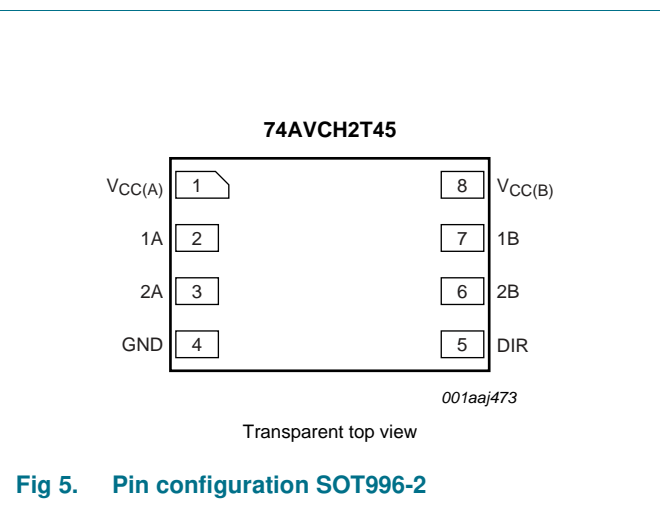 74AVCH2T45
VCC(A) 1 8 VCC(B)
1A 2 7 1B
2A 3 6 2B
GND 4 5 DIR
001aaj473
Transparent top view
Fig 5. Pin configuration SOT996-2